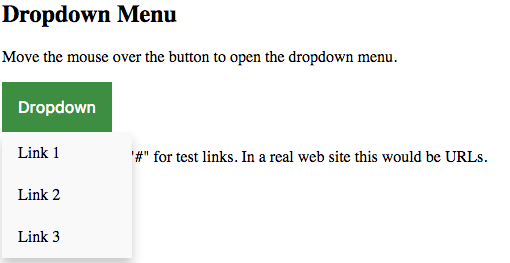 Dropdown Menu
Move the mouse over the button to open the dropdown menu.
Dropdown
Link 1
"#" for test links. In a real web site this would be URLs.
Link 2
Link 3